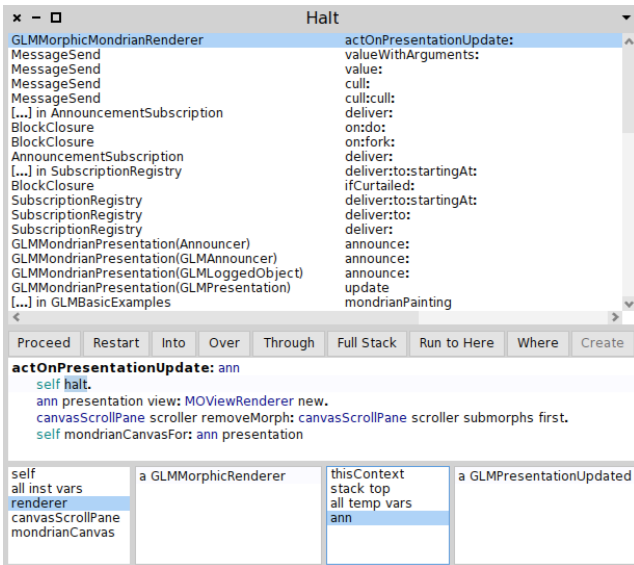 Halt
GLMMorphicMondrianRenderer actOnPresentationUpdate:
MessageSend valueWithArguments:
MessageSend value:
MessageSend cull:
MessageSend cull:cull:
[...] in AnnouncementSubscription deliver:
BlockClosure on:do:
BlockClosure on:fork:
AnnouncementSubscription deliver:
[...] in SubscriptionRegistry deliver:to:startingAt:
BlockClosure ifCurtailed:
SubscriptionRegistry deliver:to:startingAt:
SubscriptionRegistry deliver:to:
SubscriptionRegistry deliver:
GLMMondrianPresentation(Announcer) announce:
GLMMondrianPresentation(GLMAnnouncer) announce:
GLMMondrianPresentation(GLMLoggedObject) announce:
GLMMondrianPresentation(GLMPresentation) update
[...] in GLMBasicExamples mondrianPainting
Proceed Restart Into Over Through Full Stack Run to Here Where Create
actOnPresentationUpdate: ann
self halt.
ann presentation view: MOViewRenderer new.
canvasScrollPane scroller removeMorph: canvasScrollPane scroller submorphs first.
self mondrianCanvasFor: ann presentation
self a GLMMorphicRenderer thisContext a GLMPresentationUpdated
all inst vars stack top
renderer all temp vars
canvasScrollPane ann
mondrianCanvas